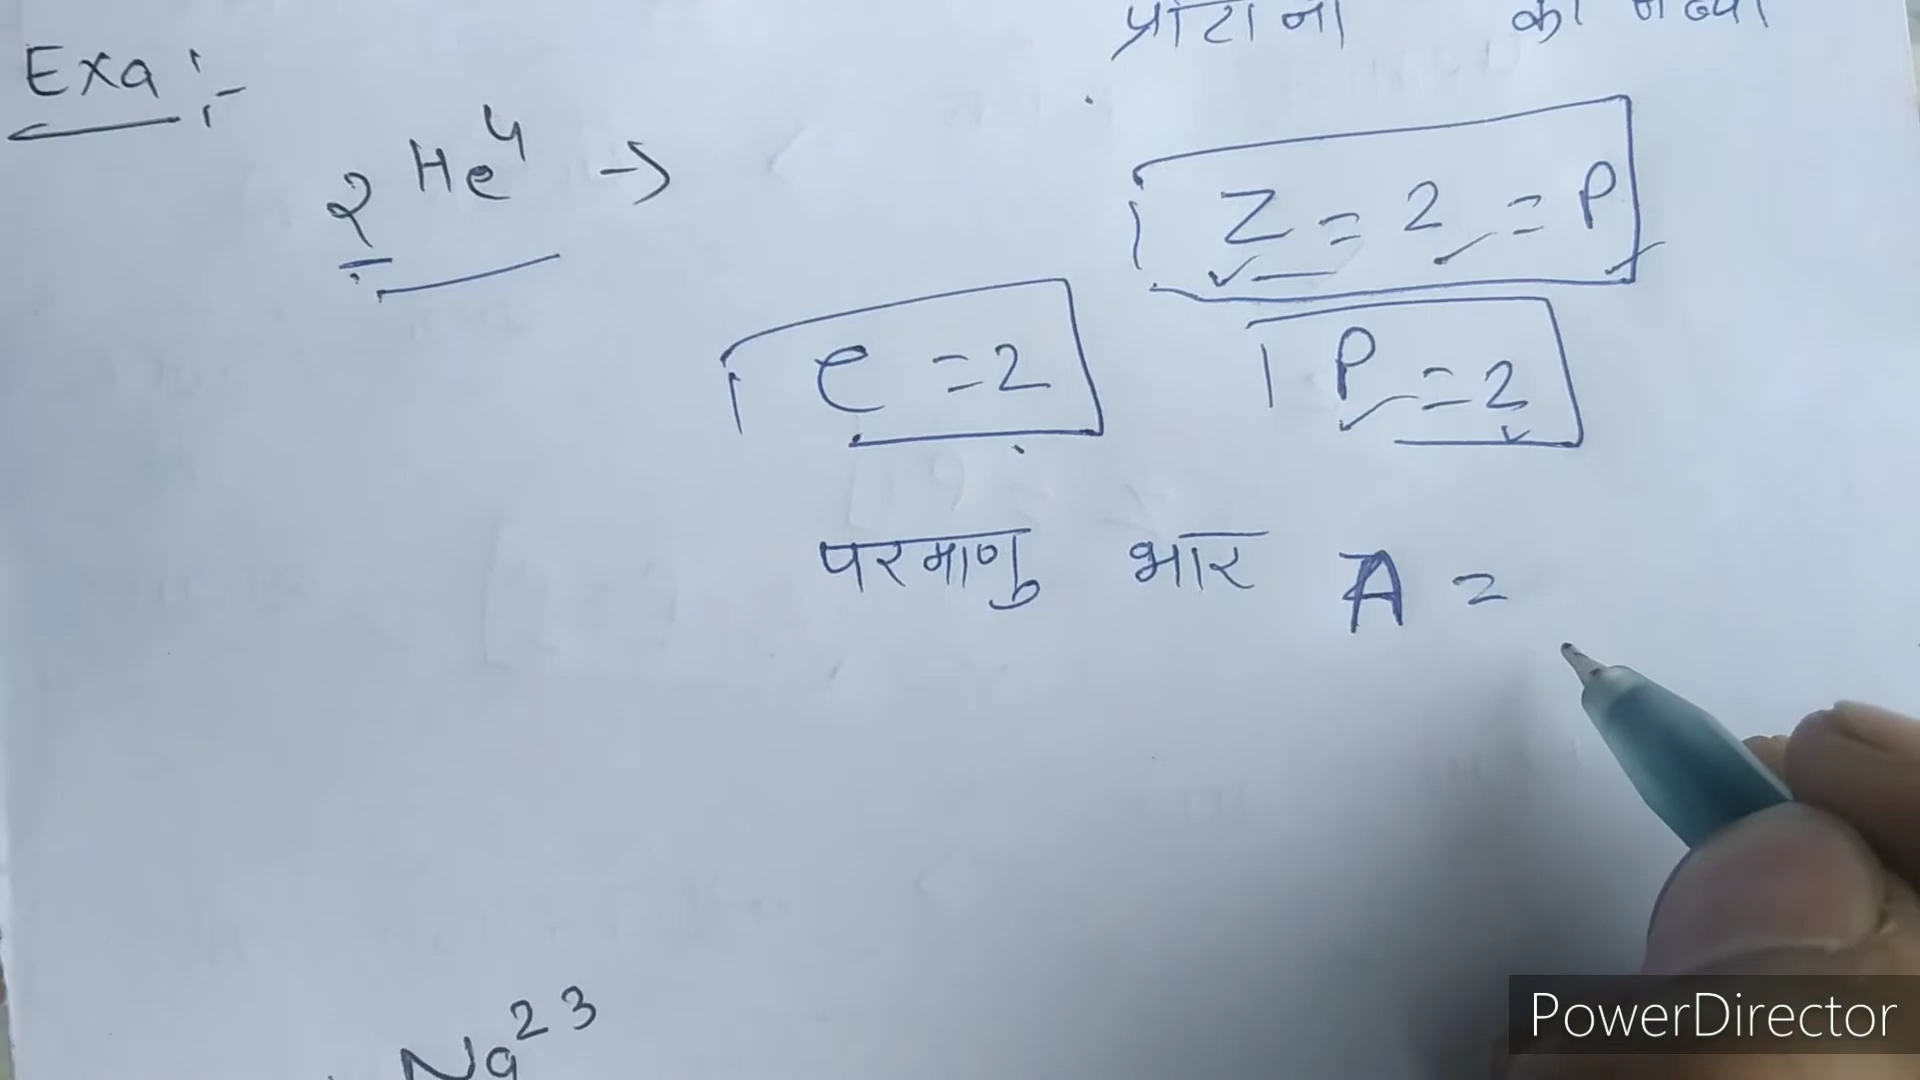 प्रोटानो की संख्या
Exa :-
2He4 →
Z = 2 = P
e = 2
P = 2
परमाणु भार A =
Na23
PowerDirector